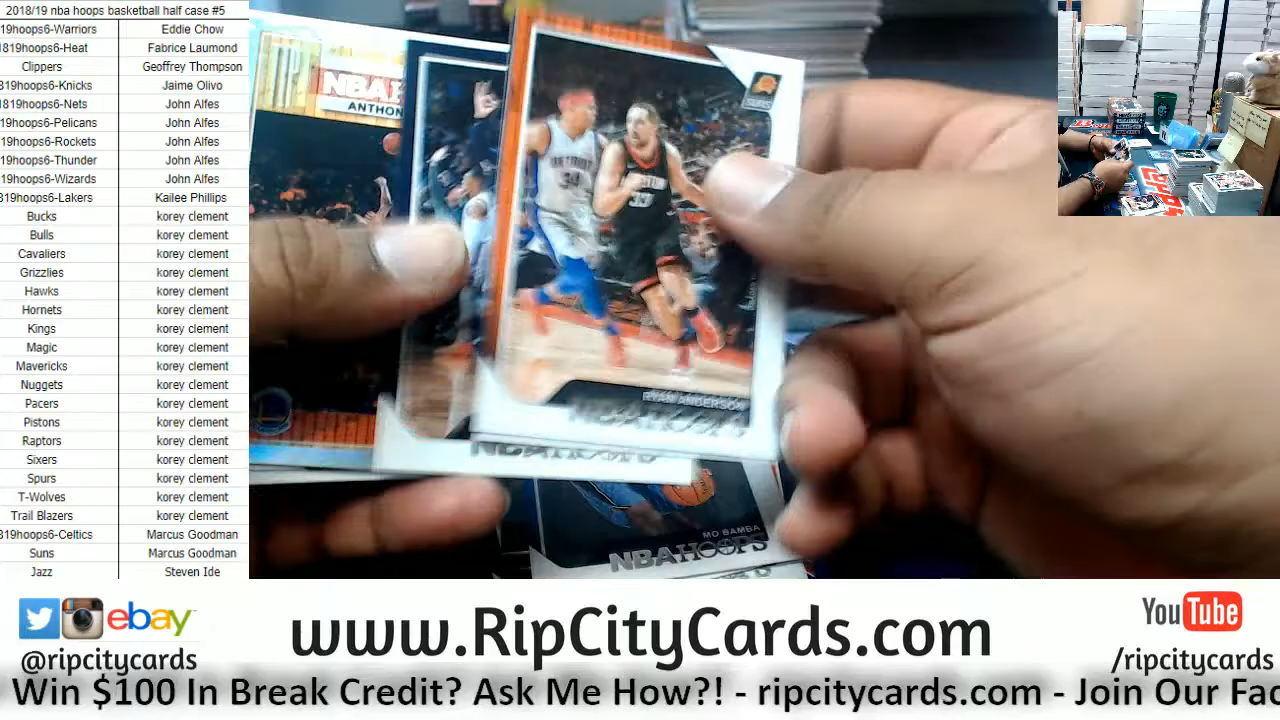 2018/19 nba hoops basketball half case #5
19hoops6-Warriors Eddie Chow
1819hoops6-Heat Fabrice Laumond
Clippers Geoffrey Thompson
819hoops6-Knicks Jaime Olivo
1819hoops6-Nets John Alfes
819hoops6-Pelicans John Alfes
819hoops6-Rockets John Alfes
819hoops6-Thunder John Alfes
819hoops6-Wizards John Alfes
819hoops6-Lakers Kailee Phillips
Bucks korey clement
Bulls korey clement
Cavaliers korey clement
Grizzlies korey clement
Hawks korey clement
Hornets korey clement
Kings korey clement
Magic korey clement
Mavericks korey clement
Nuggets korey clement
Pacers korey clement
Pistons korey clement
Raptors korey clement
Sixers korey clement
Spurs korey clement
T-Wolves korey clement
Trail Blazers korey clement
819hoops6-Celtics Marcus Goodman
Suns Marcus Goodman
Jazz Steven Ide
NBA
ANTHON
RYAN ANDERSON
NBA HOOPS
MO BAMBA
NBA HOOPS
ebay
@ripcitycards
www.RipCityCards.com
YouTube
/ripcitycards
Win $100 In Break Credit? Ask Me How?! - ripcitycards.com - Join Our Fac